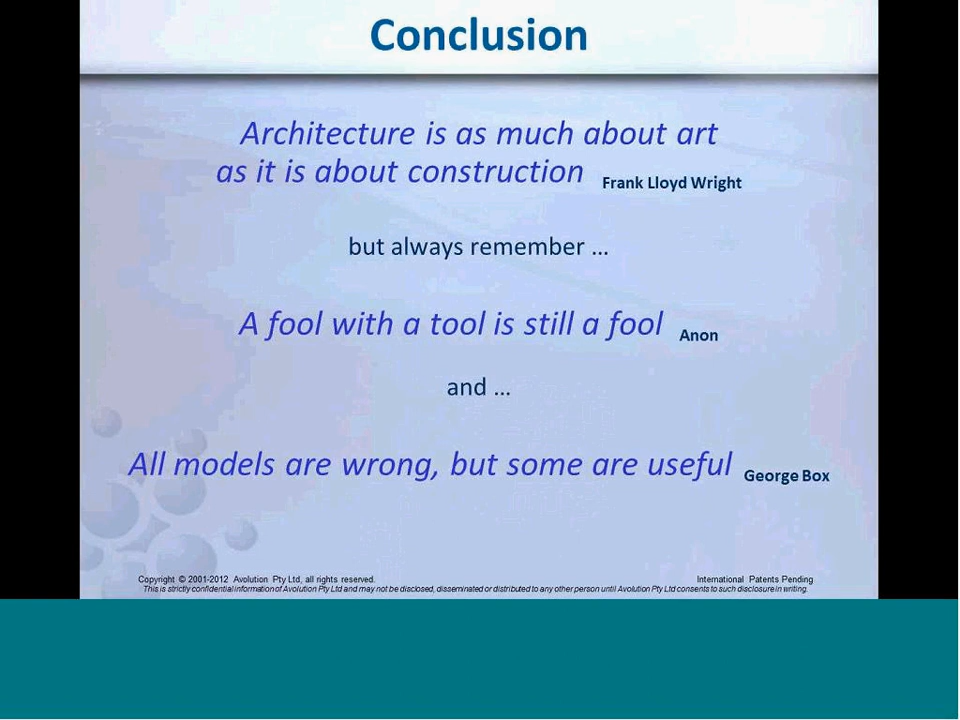 Conclusion
Architecture is as much about art
as it is about construction Frank Lloyd Wright
but always remember ...
A fool with a tool is still a fool Anon
and ...
All models are wrong, but some are useful George Box
Copyright © 2001-2012 Avolution Pty Ltd, all rights reserved. International Patents Pending
This is strictly confidential information of Avolution Pty Ltd and may not be disclosed, disseminated or distributed to any other person until Avolution Pty Ltd consents to such disclosure in writing.